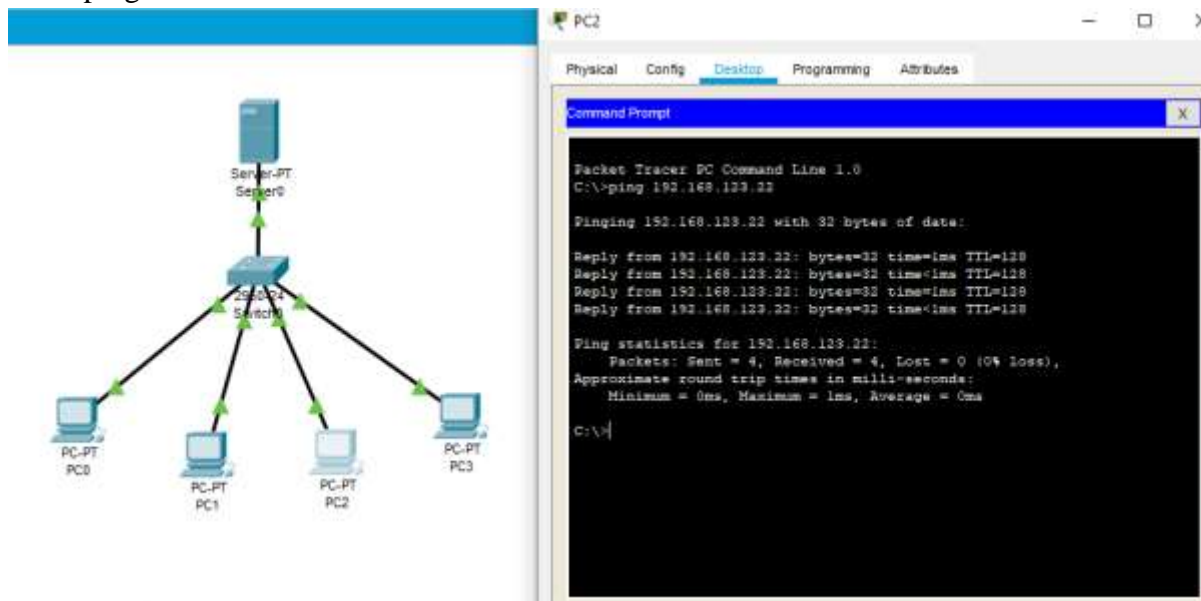 ping
Server-PT
Server0
2950-24
Switch0
PC-PT
PC0
PC-PT
PC1
PC-PT
PC2
PC-PT
PC3
PC2
Physical Config Desktop Programming Attributes
Command Prompt X
Packet Tracer PC Command Line 1.0
C:\>ping 192.168.123.22
Pinging 192.168.123.22 with 32 bytes of data:
Reply from 192.168.123.22: bytes=32 time=1ms TTL=128
Reply from 192.168.123.22: bytes=32 time<1ms TTL=128
Reply from 192.168.123.22: bytes=32 time=1ms TTL=128
Reply from 192.168.123.22: bytes=32 time<1ms TTL=128
Ping statistics for 192.168.123.22:
Packets: Sent = 4, Received = 4, Lost = 0 (0% loss),
Approximate round trip times in milli-seconds:
Minimum = 0ms, Maximum = 1ms, Average = 0ms
C:\>